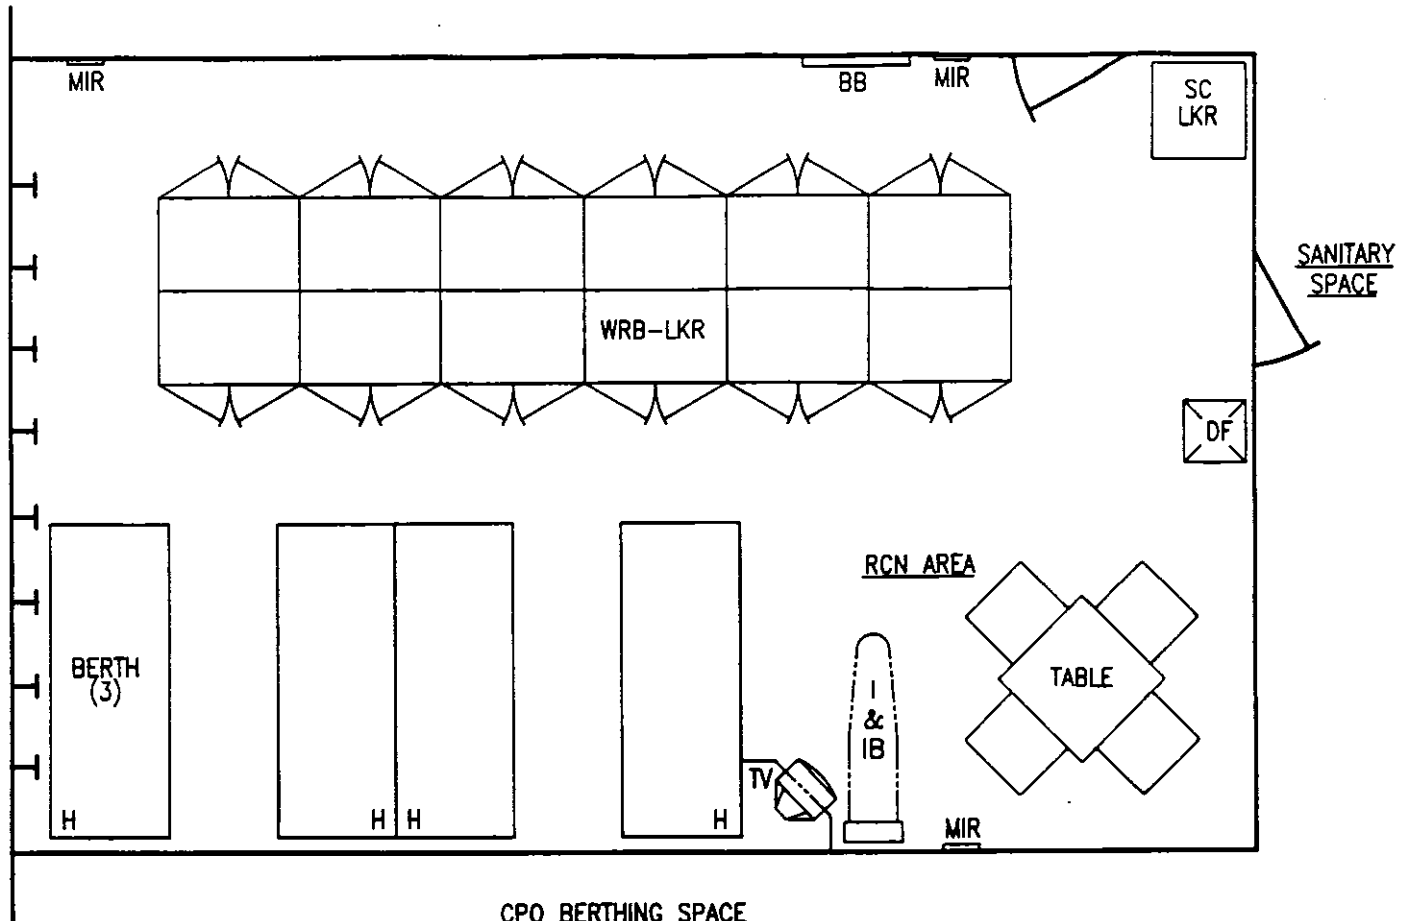 MIR
BB
MIR
SC
LKR
SANITARY
SPACE
WRB-LKR
DF
RCN AREA
BERTH
(3)
TABLE
I
&
IB
TV
H
H
H
H
MIR
CPO BERTHING SPACE